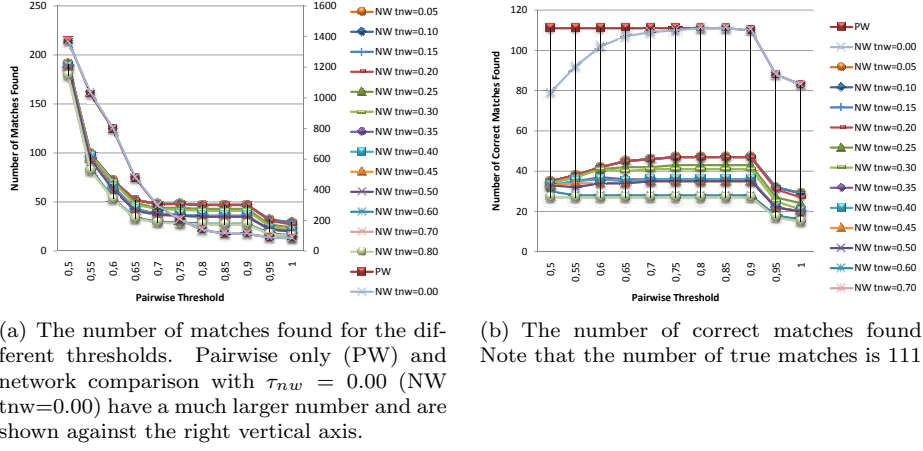 250
200
150
100
50
0
1600
1400
1200
1000
800
600
400
200
0
Number of Matches Found
0,5
0,55
0,6
0,65
0,7
0,75
0,8
0,85
0,9
0,95
1
Pairwise Threshold
NW tnw=0.05
NW tnw=0.10
NW tnw=0.15
NW tnw=0.20
NW tnw=0.25
NW tnw=0.30
NW tnw=0.35
NW tnw=0.40
NW tnw=0.45
NW tnw=0.50
NW tnw=0.60
NW tnw=0.70
NW tnw=0.80
PW
NW tnw=0.00
(a) The number of matches found for the dif-
ferent thresholds. Pairwise only (PW) and
network comparison with τnw = 0.00 (NW
tnw=0.00) have a much larger number and are
shown against the right vertical axis.
120
100
80
60
40
20
0
Number of Correct Matches Found
0,5
0,55
0,6
0,65
0,7
0,75
0,8
0,85
0,9
0,95
1
Pairwise Threshold
PW
NW tnw=0.00
NW tnw=0.05
NW tnw=0.10
NW tnw=0.15
NW tnw=0.20
NW tnw=0.25
NW tnw=0.30
NW tnw=0.35
NW tnw=0.40
NW tnw=0.45
NW tnw=0.50
NW tnw=0.60
NW tnw=0.70
(b) The number of correct matches found
Note that the number of true matches is 111